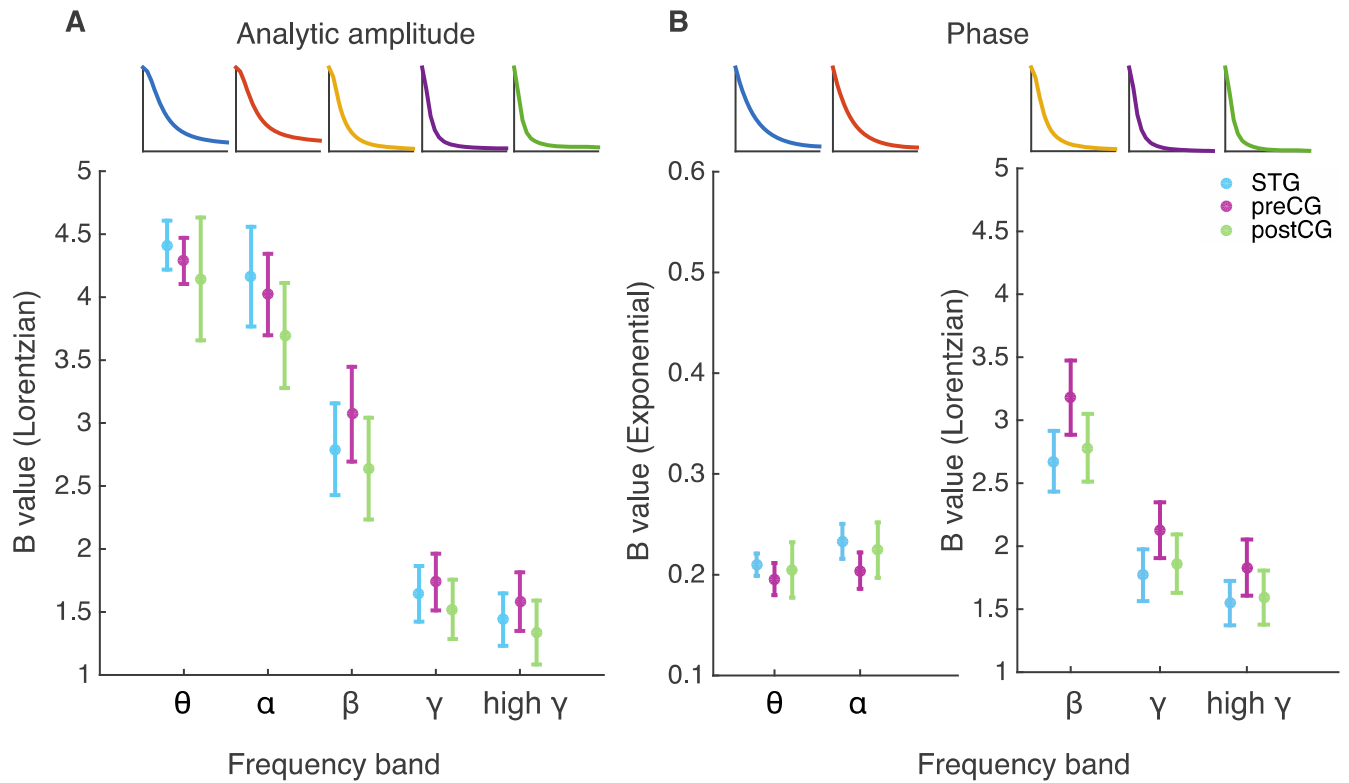 A
Analytic amplitude
B
Phase
B value (Lorentzian)
5
4.5
4
3.5
3
2.5
2
1.5
1
θ
α
β
γ
high γ
Frequency band
B value (Exponential)
0.6
0.5
0.4
0.3
0.2
0.1
θ
α
B value (Lorentzian)
5
4.5
4
3.5
3
2.5
2
1.5
1
β
γ
high γ
STG
preCG
postCG
Frequency band